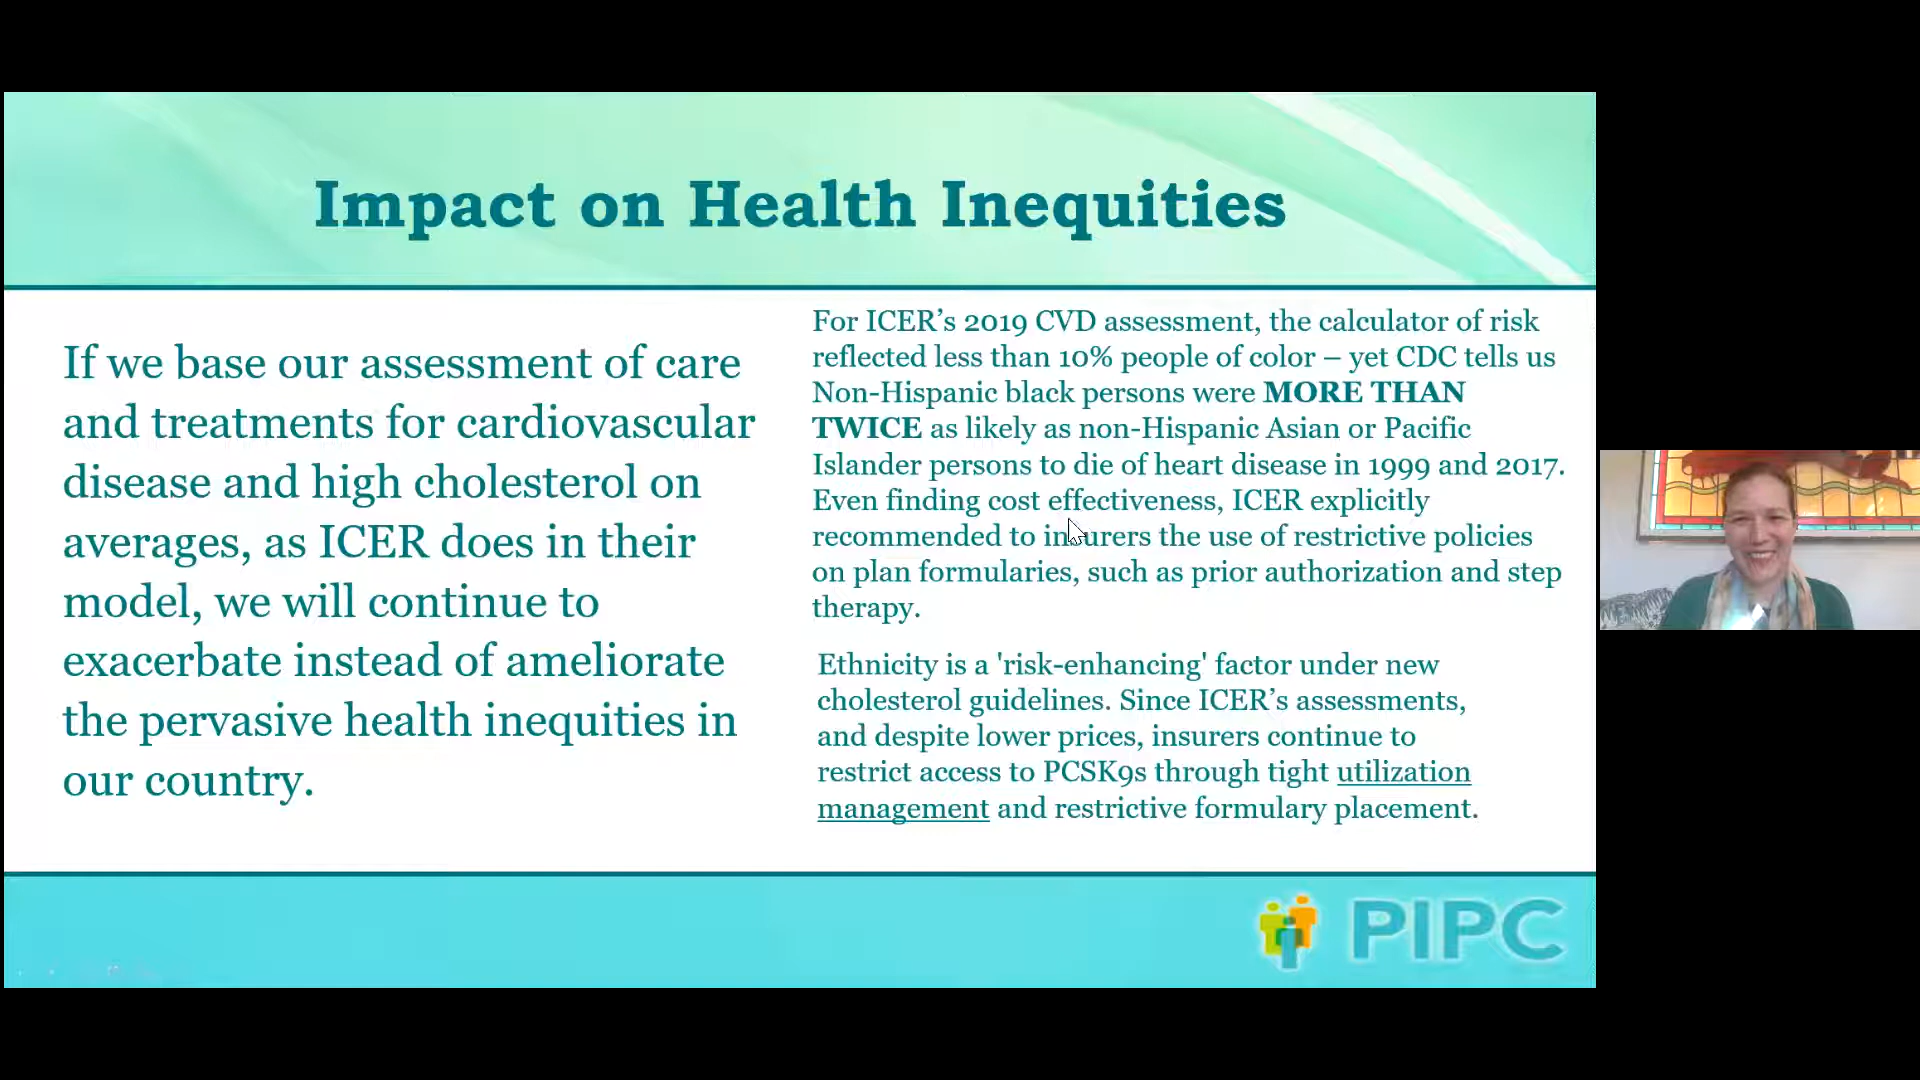 Impact on Health Inequities
If we base our assessment of care
and treatments for cardiovascular
disease and high cholesterol on
averages, as ICER does in their
model, we will continue to
exacerbate instead of ameliorate
the pervasive health inequities in
our country.
For ICER’s 2019 CVD assessment, the calculator of risk
reflected less than 10% people of color – yet CDC tells us
Non-Hispanic black persons were MORE THAN
TWICE as likely as non-Hispanic Asian or Pacific
Islander persons to die of heart disease in 1999 and 2017.
Even finding cost effectiveness, ICER explicitly
recommended to insurers the use of restrictive policies
on plan formularies, such as prior authorization and step
therapy.
Ethnicity is a 'risk-enhancing' factor under new
cholesterol guidelines. Since ICER’s assessments,
and despite lower prices, insurers continue to
restrict access to PCSK9s through tight utilization
management and restrictive formulary placement.
PIPC